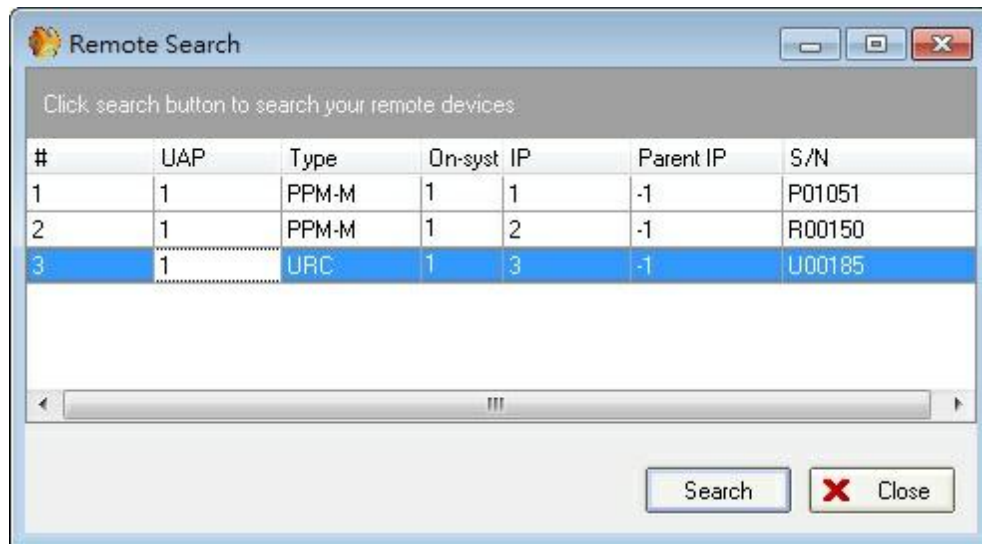 Remote Search
Click search button to search your remote devices
# UAP Type On-syst IP Parent IP S/N
1 1 PPM-M 1 1 -1 P01051
2 1 PPM-M 1 2 -1 R00150
3 1 URC 1 3 -1 U00185
Search Close